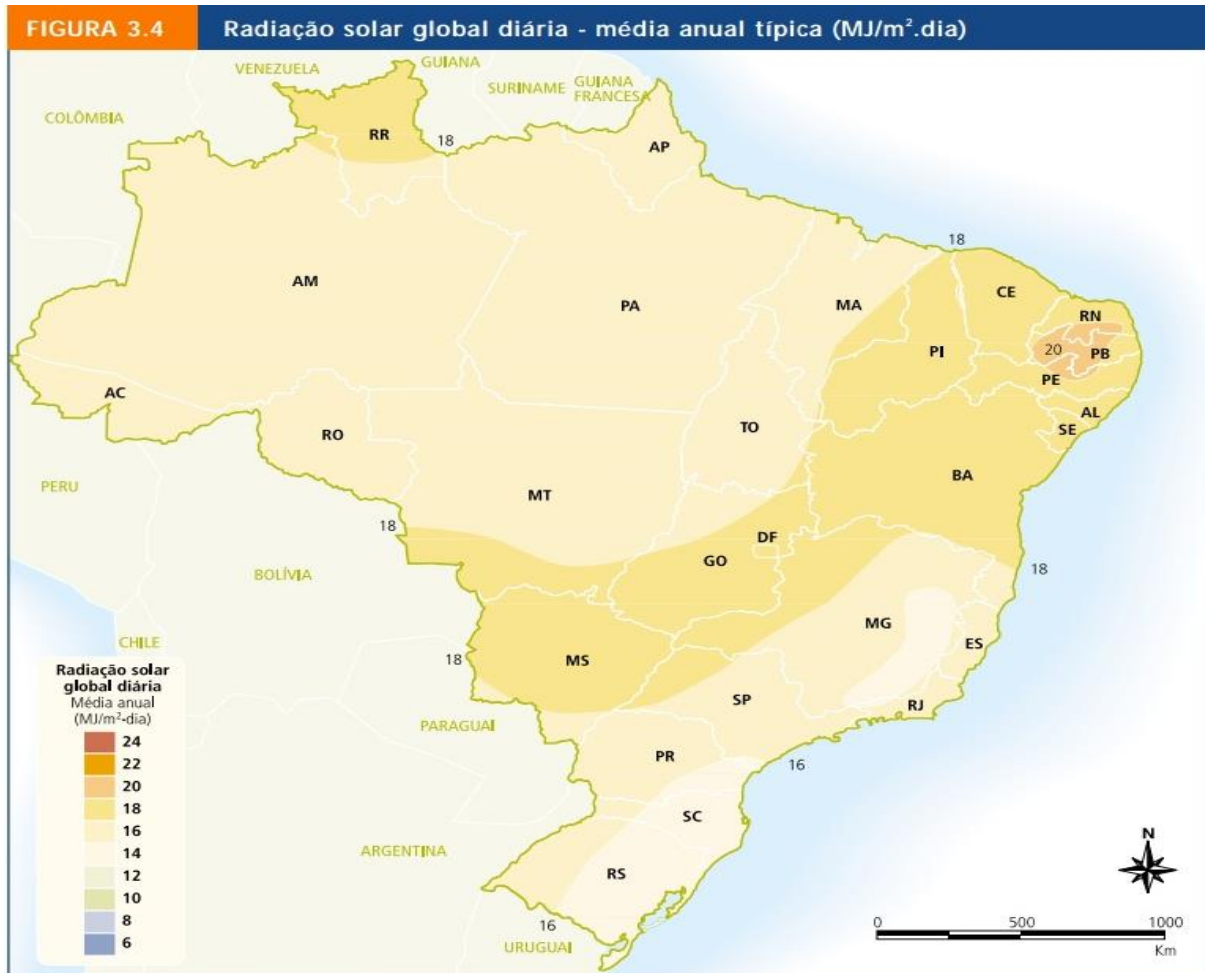 FIGURA 3.4 Radiação solar global diária - média anual típica (MJ/m².dia)
VENEZUELA
GUIANA
SURINAME
GUIANA
FRANCESA
COLÔMBIA
RR
18
AP
18
AM
PA
MA
CE
RN
20
PB
PI
PE
AC
AL
SE
RO
TO
BA
PERU
MT
18
DF
GO
BOLÍVIA
18
CHILE
MG
ES
18
MS
SP
RJ
PARAGUAI
PR
16
SC
ARGENTINA
RS
16
URUGUAI
Radiação solar
global diária
Média anual
(MJ/m²-dia)
24
22
20
18
16
14
12
10
8
6
N
0 500 1000
Km